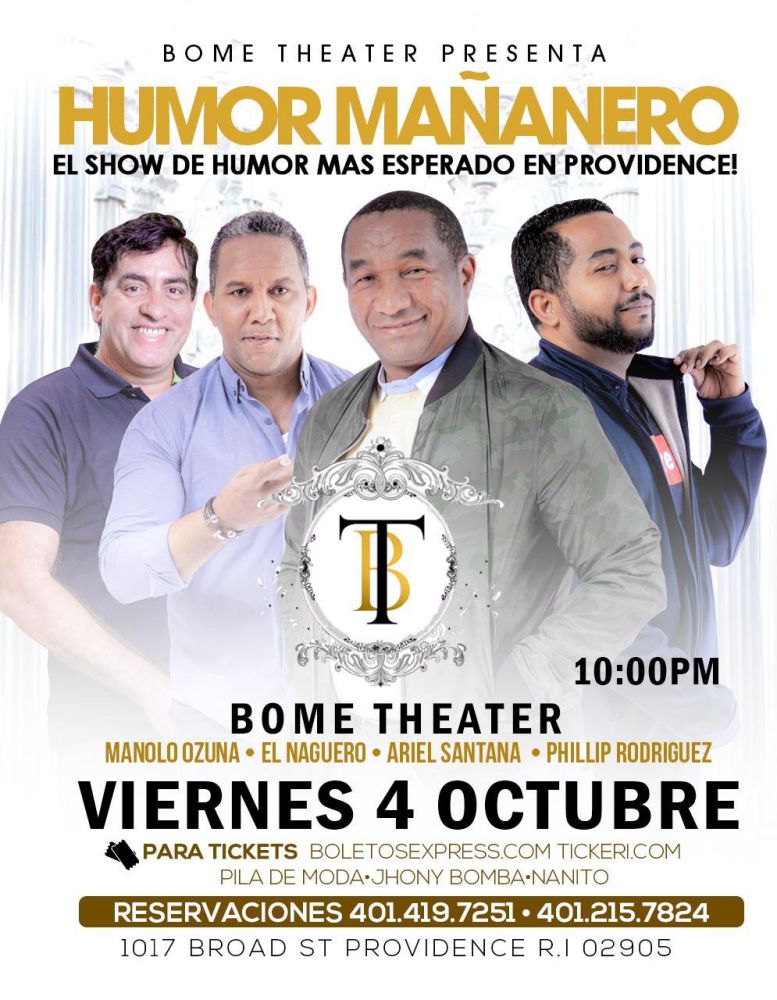 BOME THEATER PRESENTA
HUMOR MAÑANERO
EL SHOW DE HUMOR MAS ESPERADO EN PROVIDENCE!
TB
10:00PM
BOME THEATER
MANOLO OZUNA • EL NAGUERO • ARIEL SANTANA • PHILLIP RODRIGUEZ
VIERNES 4 OCTUBRE
PARA TICKETS BOLETOSEXPRESS.COM TICKERI.COM
PILA DE MODA•JHONY BOMBA•NANITO
RESERVACIONES 401.419.7251 • 401.215.7824
1017 BROAD ST PROVIDENCE R.I 02905